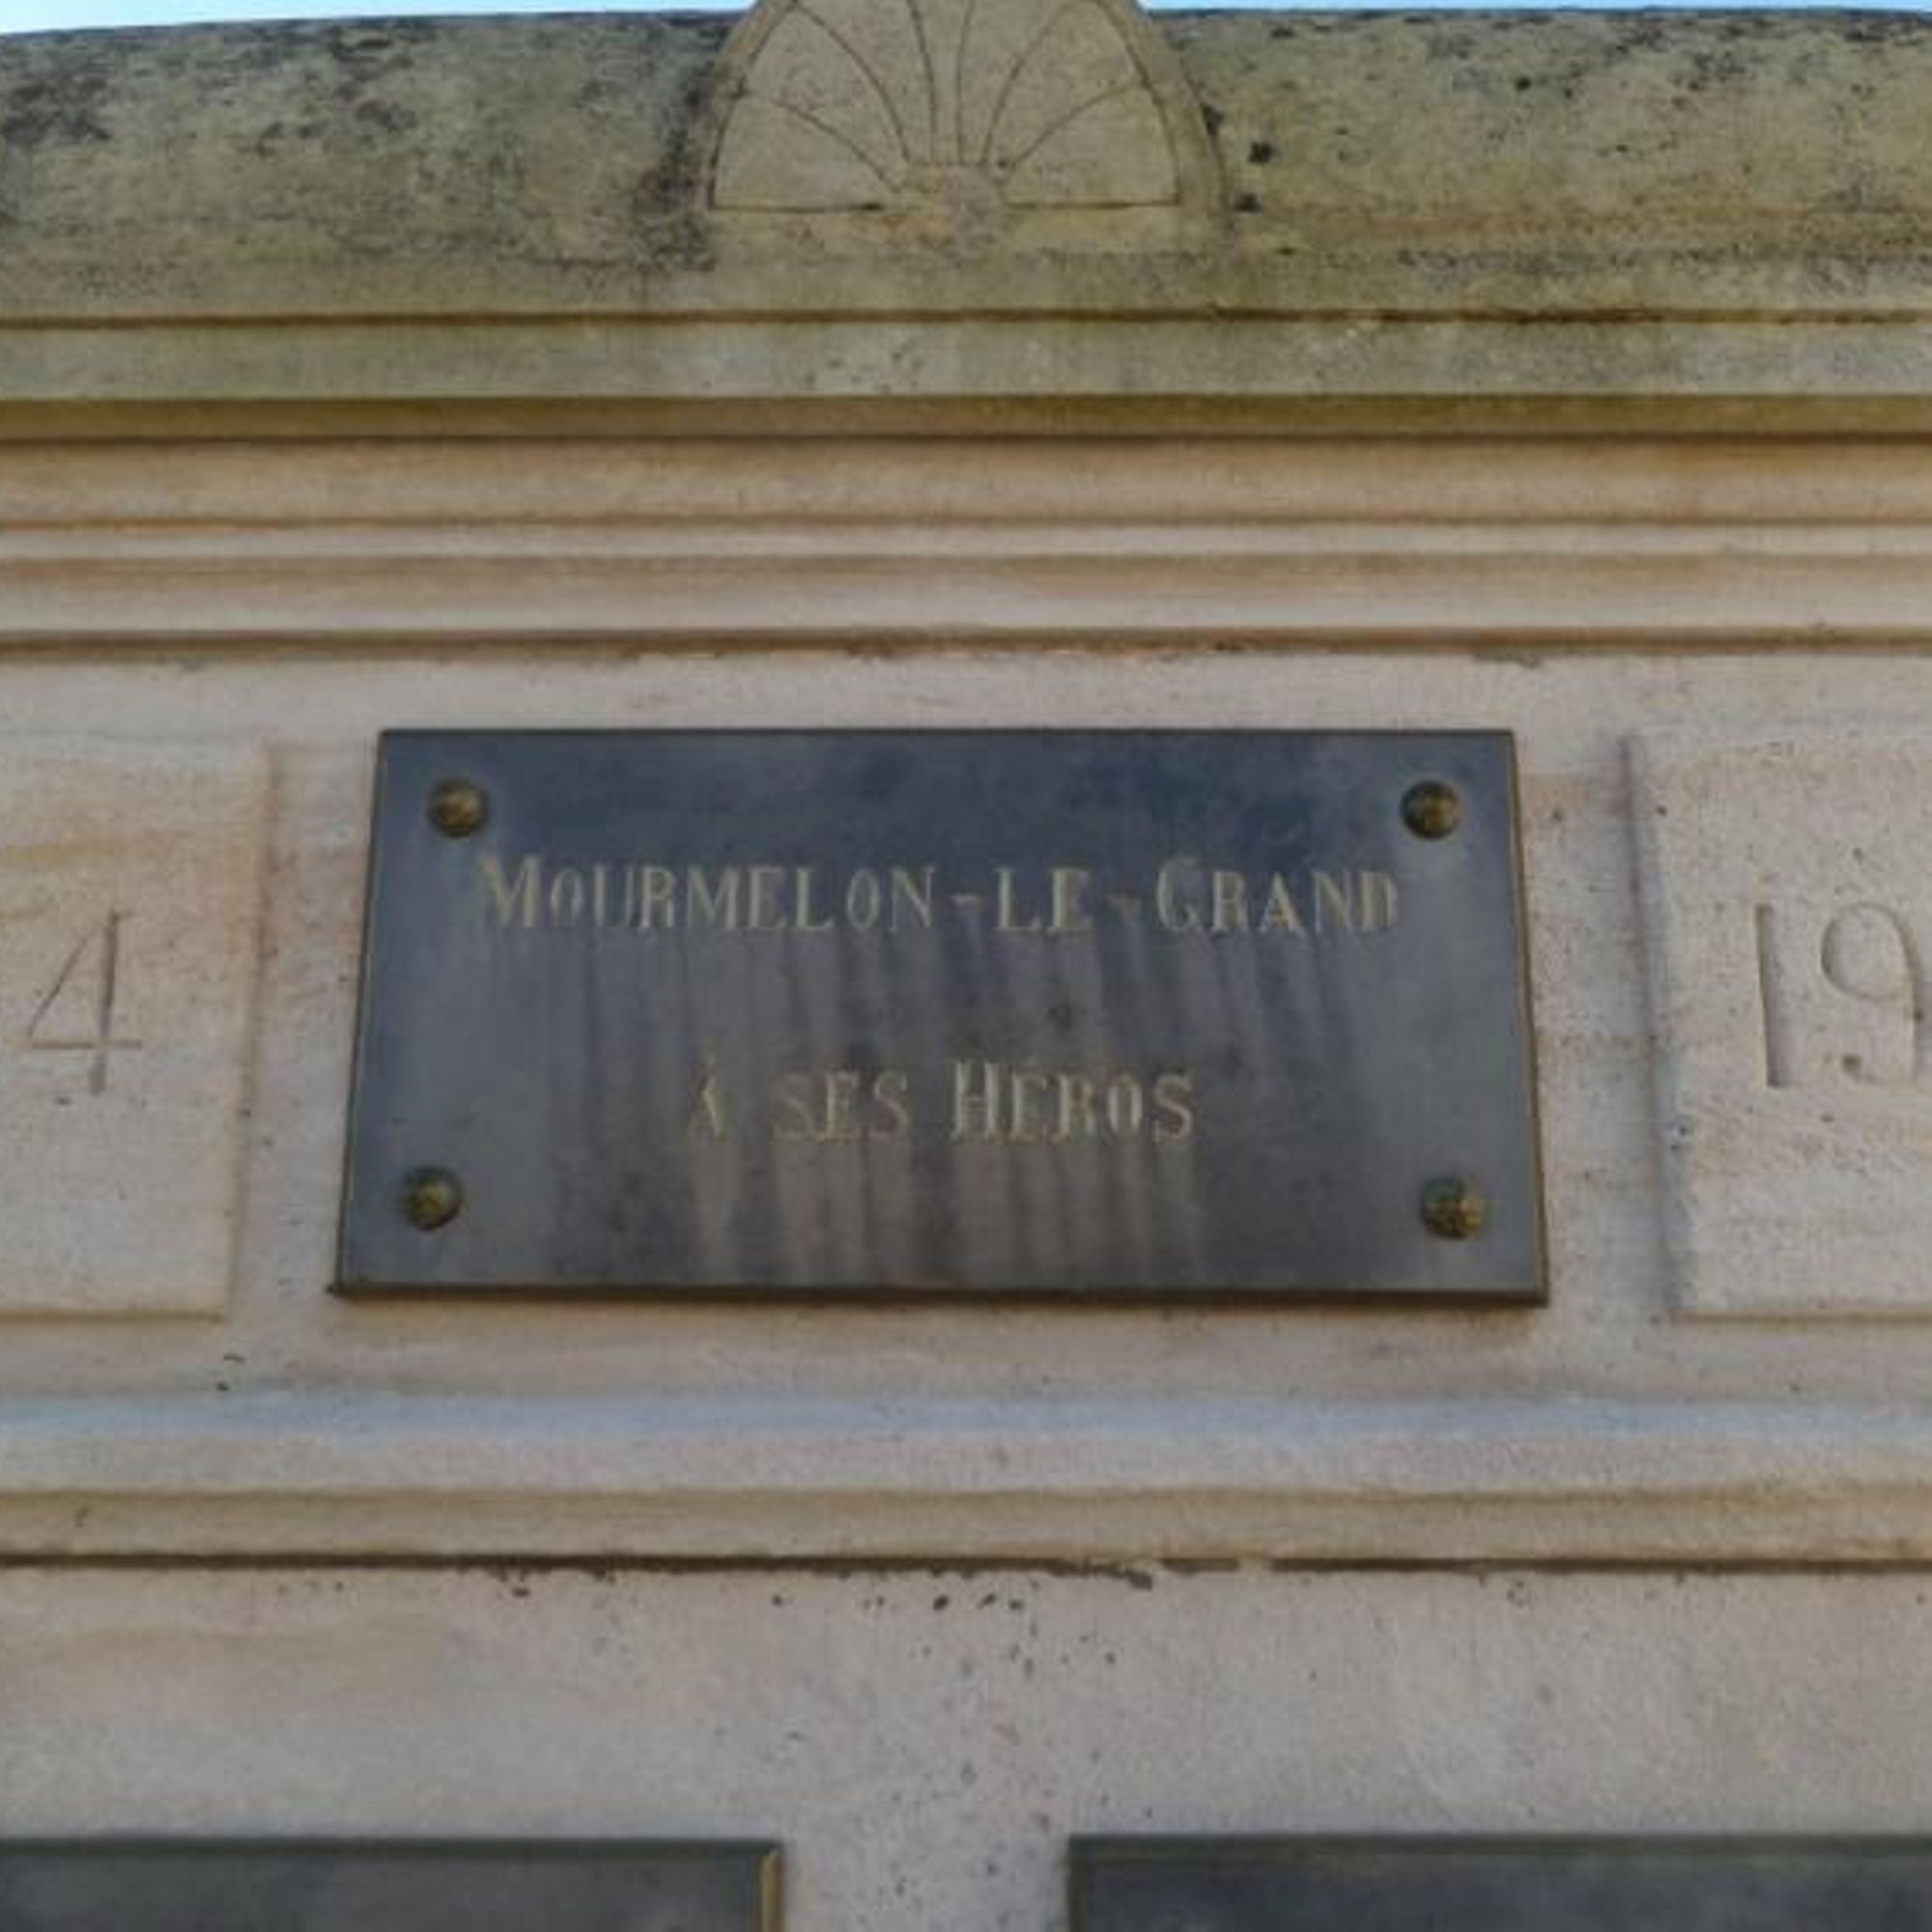 MOURMELON-LE-GRAND
À SES HÉROS
4
19